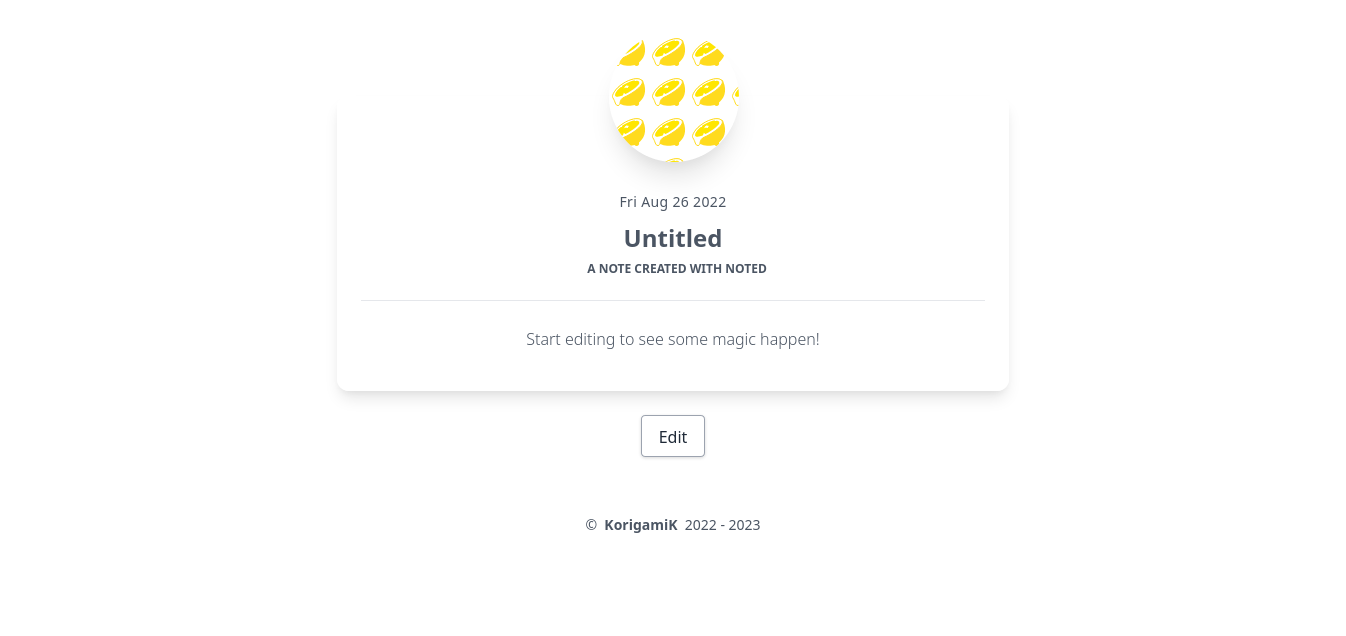 Fri Aug 26 2022
Untitled
A NOTE CREATED WITH NOTED
Start editing to see some magic happen!
Edit
© KorigamiK 2022 - 2023